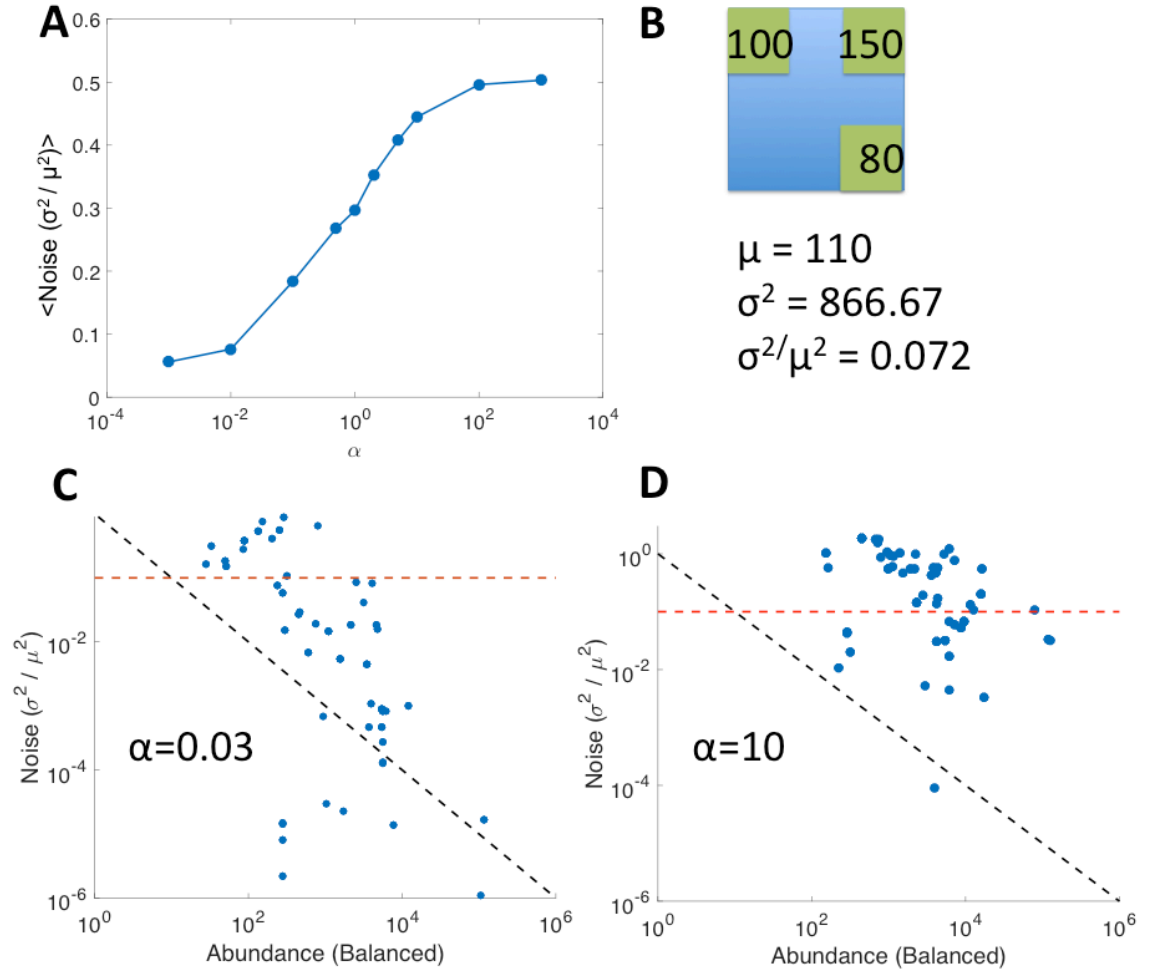 A
0.6
0.5
0.4
0.3
0.2
0.1
0
<Noise (σ² / μ²)>
10⁻⁴ 10⁻² 10⁰ 10² 10⁴
α
B
100 150
80
μ = 110
σ² = 866.67
σ²/μ² = 0.072
C
10⁻²
10⁻⁴
10⁻⁶
Noise (σ² / μ²)
α=0.03
10⁰ 10² 10⁴ 10⁶
Abundance (Balanced)
D
10⁰
10⁻²
10⁻⁴
10⁻⁶
Noise (σ² / μ²)
α=10
10⁰ 10² 10⁴ 10⁶
Abundance (Balanced)